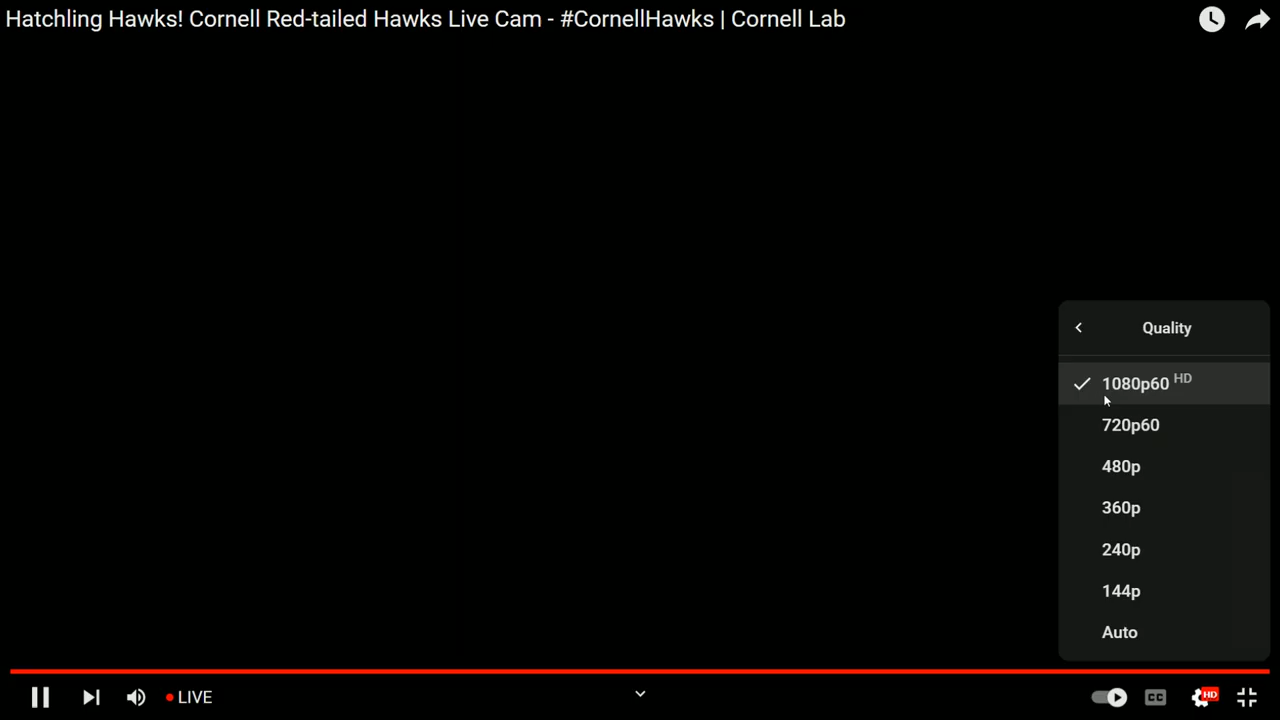 Hatchling Hawks! Cornell Red-tailed Hawks Live Cam - #CornellHawks | Cornell Lab
Quality
1080p60 HD
720p60
480p
360p
240p
144p
Auto
LIVE
CC
HD